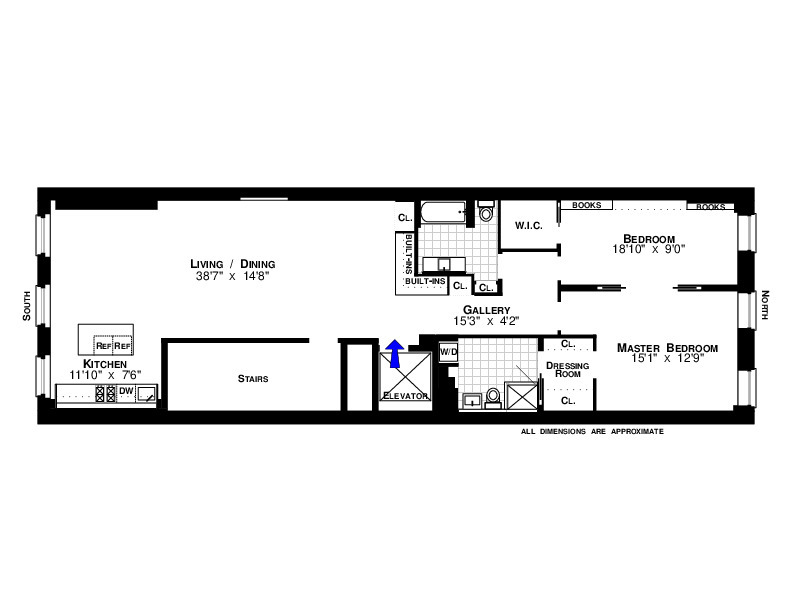 BOOKS
BOOKS
CL.
W.I.C.
BEDROOM
18'10" X 9'0"
LIVING / DINING
38'7" X 14'8"
BUILT-INS
BUILT-INS
CL.
CL.
SOUTH
NORTH
GALLERY
15'3" X 4'2"
REF REF
KITCHEN
11'10" X 7'6"
DW
STAIRS
ELEVATOR
W/D
CL.
DRESSING
ROOM
CL.
MASTER BEDROOM
15'1" X 12'9"
ALL DIMENSIONS ARE APPROXIMATE